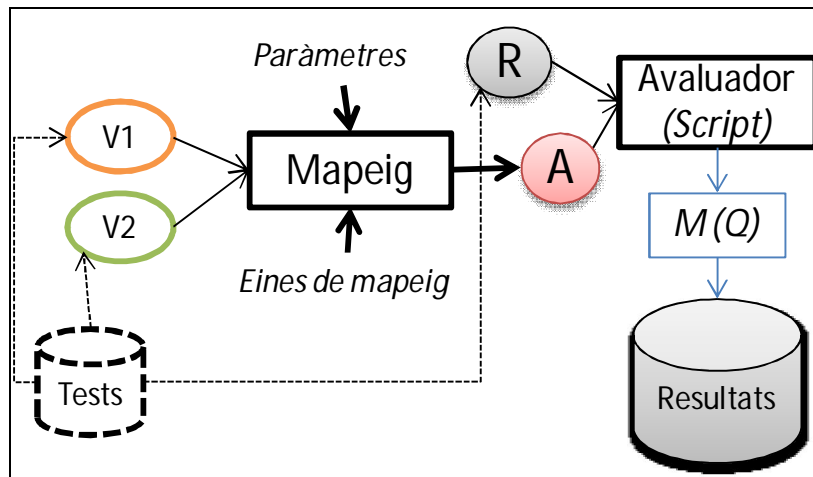 Paràmetres
R
Avaluador
(Script)
V1
Mapeig
A
V2
M (Q)
Eines de mapeig
Tests
Resultats